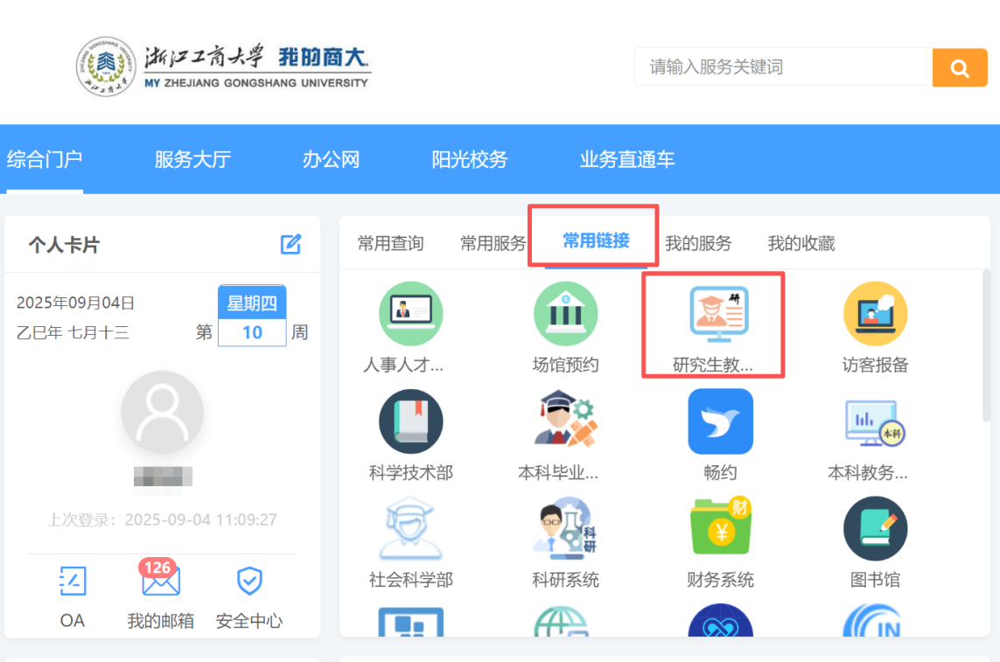 浙江工商大学 我的商大
MY ZHEJIANG GONGSHANG UNIVERSITY
请输入服务关键词
综合门户 服务大厅 办公网 阳光校务 业务直通车
个人卡片
2025年09月04日
乙巳年 七月十三
星期四
第 10 周
上次登录：2025-09-04 11:09:27
126
OA 我的邮箱 安全中心
常用查询 常用服务 常用链接 我的服务 我的收藏
研
人事人才... 场馆预约 研究生教... 访客报备
本科
科学技术部 本科毕业... 畅约 本科教务...
科研
财
¥
社会科学部 科研系统 财务系统 图书馆
IN